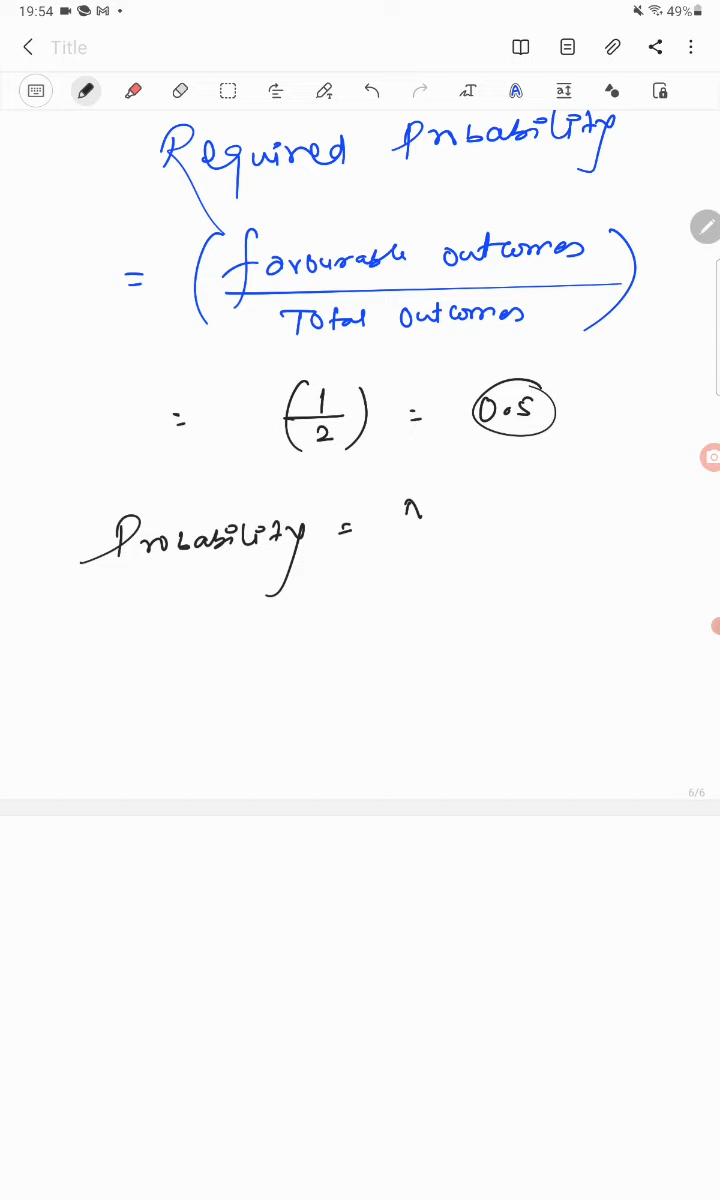 19:54 49%
Title
Required Probability
= (favourable outcomes / Total outcomes)
= (1/2) = 0.5
Probability = n
6/6